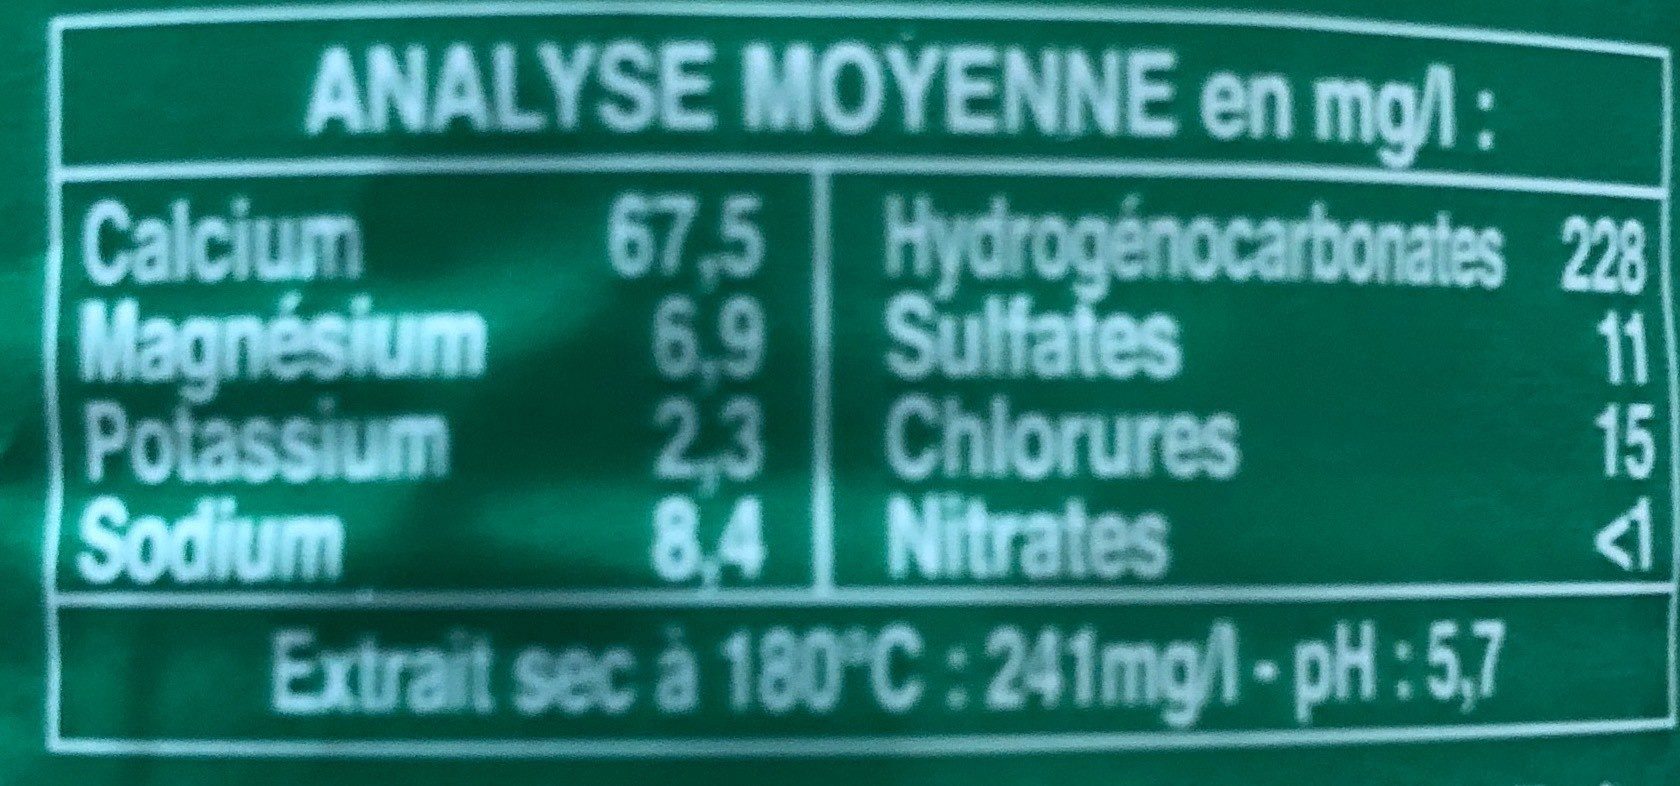 ANALYSE MOYENNE en mg/l :
Calcium 67,5
Magnésium 6,9
Potassium 2,3
Sodium 8,4
Hydrogénocarbonates 228
Sulfates 11
Chlorures 15
Nitrates <1
Extrait sec à 180°C : 241mg/l - pH : 5,7